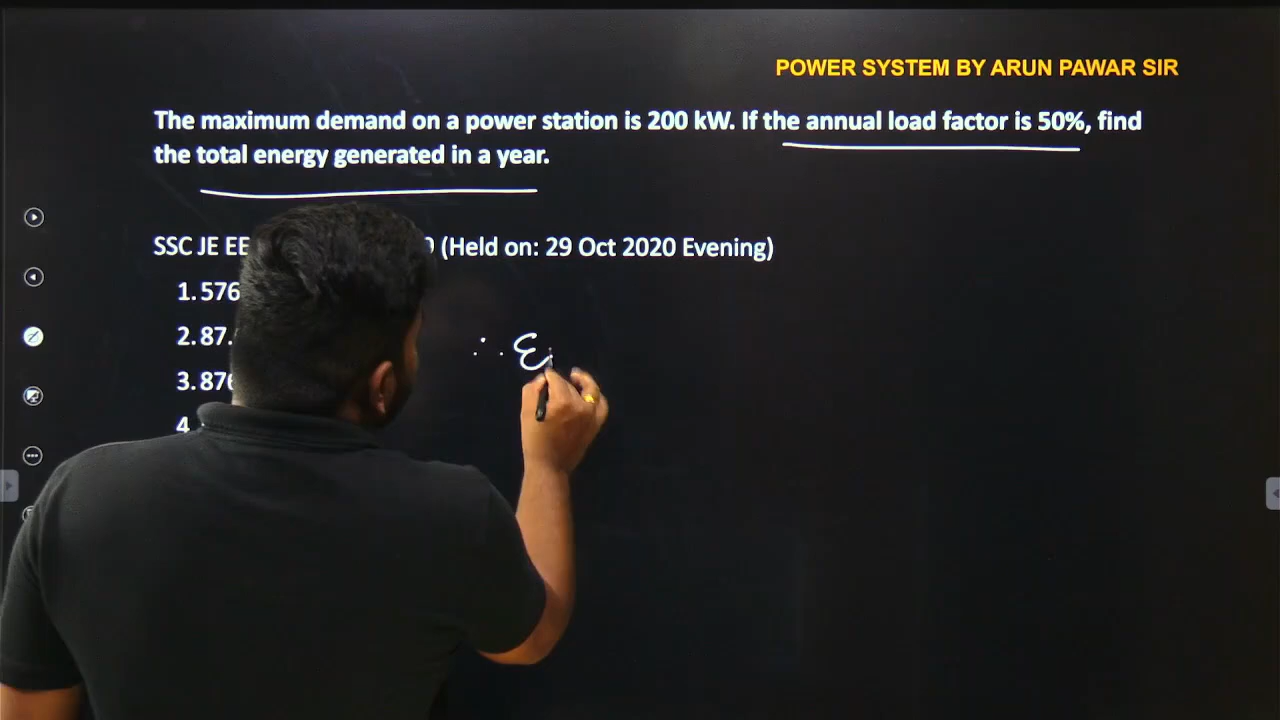 POWER SYSTEM BY ARUN PAWAR SIR
The maximum demand on a power station is 200 kW. If the annual load factor is 50%, find
the total energy generated in a year.
SSC JE EE (Held on: 29 Oct 2020 Evening)
1. 576
2. 87.
3. 876
4
∴ E